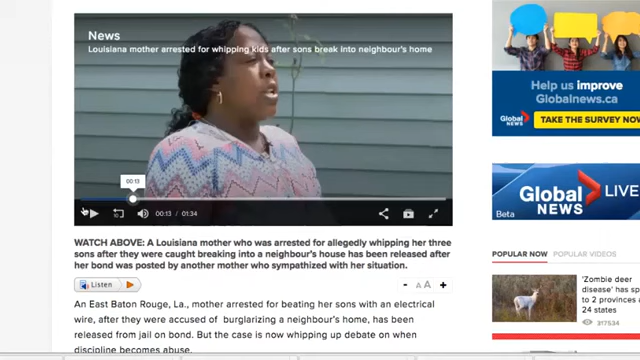 News
Louisiana mother arrested for whipping kids after sons break into neighbour's home
00:13
10
00:13 / 01:34
WATCH ABOVE: A Louisiana mother who was arrested for allegedly whipping her three
sons after they were caught breaking into a neighbour's house has been released after
her bond was posted by another mother who sympathized with her situation.
Listen
- A A +
An East Baton Rouge, La., mother arrested for beating her sons with an electrical
wire, after they were accused of burglarizing a neighbour's home, has been
released from jail on bond. But the case is now whipping up debate on when
discipline becomes abuse.
Help us improve
Globalnews.ca
Global
NEWS
TAKE THE SURVEY NOW
Global
NEWS
LIVE
Beta
POPULAR NOW POPULAR VIDEOS
'Zombie deer
disease' has sp
to 2 provinces a
24 states
317534